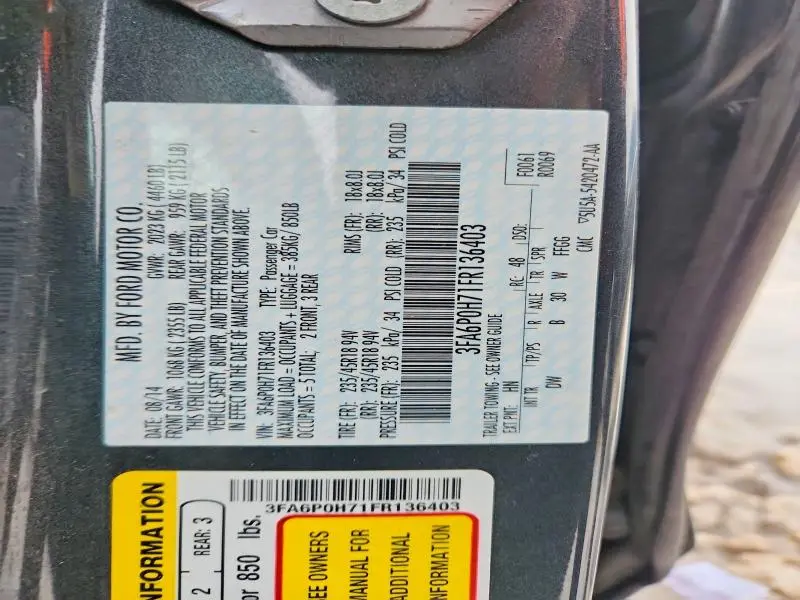 MFD. BY FORD MOTOR CO.
DATE: 08/14 GVWR: 2023 KG ( 4460 LB)
FRONT GAWR: 1068 KG ( 2355 LB) REAR GAWR: 959 KG ( 2115 LB)
THIS VEHICLE CONFORMS TO ALL APPLICABLE FEDERAL MOTOR
VEHICLE SAFETY, BUMPER, AND THEFT PREVENTION STANDARDS
IN EFFECT ON THE DATE OF MANUFACTURE SHOWN ABOVE.
VIN: 3FA6P0H71FR136403 TYPE: Passenger Car
MAXIMUM LOAD = OCCUPANTS + LUGGAGE = 385KG/ 850LB
OCCUPANTS = 5 TOTAL; 2 FRONT, 3 REAR
TIRE (FR): 235/45R18 94V RIMS (FR): 18x8.0J
(RR): 235/45R18 94V (RR): 18x8.0J
PRESSURE (FR): 235 kPa/ 34 PSI COLD (RR): 235 kPa/ 34 PSI COLD
3FA6P0H71FR136403
TRAILER TOWING - SEE OWNER GUIDE
F0061
R0069
EXT PNT: HN RC: 48 DSO:
INT TR TP/PS R AXLE TR SPR
DW B 30 W FFGG
CMC ▽5U5A-5420472-AA
3FA6P0H71FR136403
NFORMATION
2 REAR: 3
or 850 lbs.
EE OWNERS
MANUAL FOR
ADDITIONAL
NFORMATION